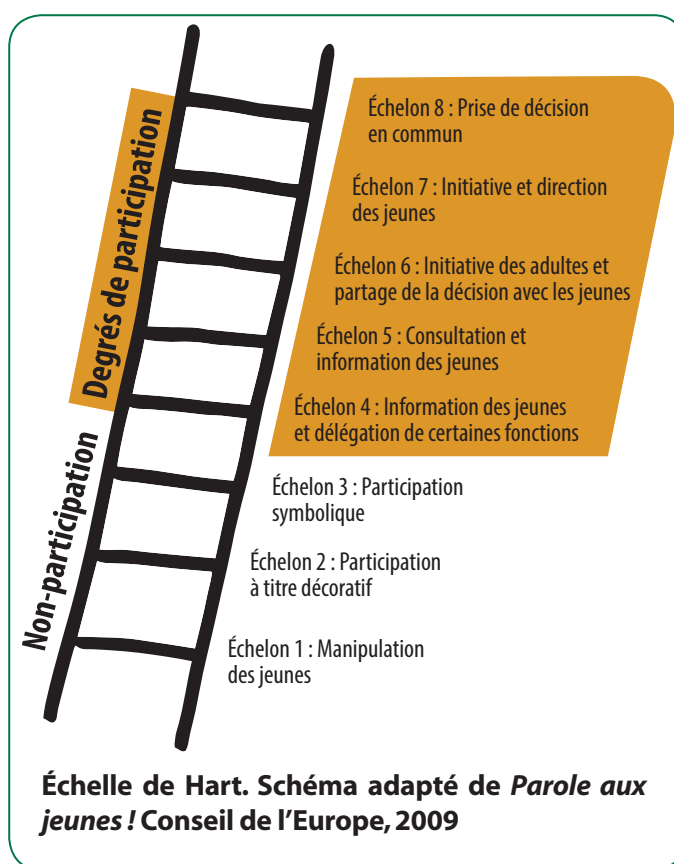 Degrés de participation
Non-participation
Échelon 8 : Prise de décision
en commun
Échelon 7 : Initiative et direction
des jeunes
Échelon 6 : Initiative des adultes et
partage de la décision avec les jeunes
Échelon 5 : Consultation et
information des jeunes
Échelon 4 : Information des jeunes
et délégation de certaines fonctions
Échelon 3 : Participation
symbolique
Échelon 2 : Participation
à titre décoratif
Échelon 1 : Manipulation
des jeunes
Échelle de Hart. Schéma adapté de Parole aux
jeunes ! Conseil de l’Europe, 2009